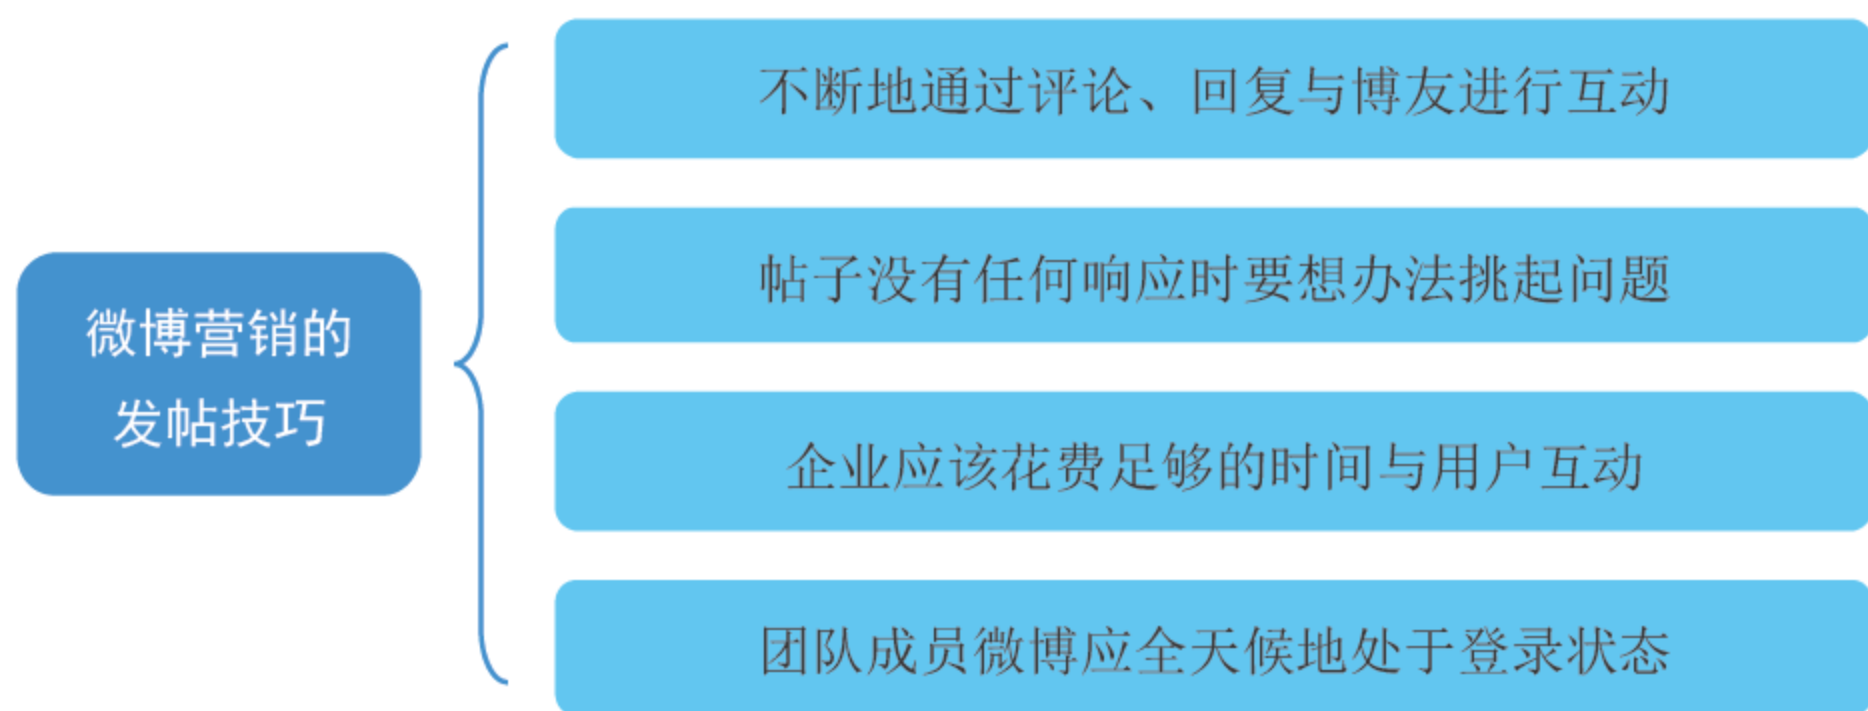 微博营销的
发帖技巧
不断地通过评论、回复与博友进行互动
帖子没有任何响应时要想办法挑起问题
企业应该花费足够的时间与用户互动
团队成员微博应全天候地处于登录状态